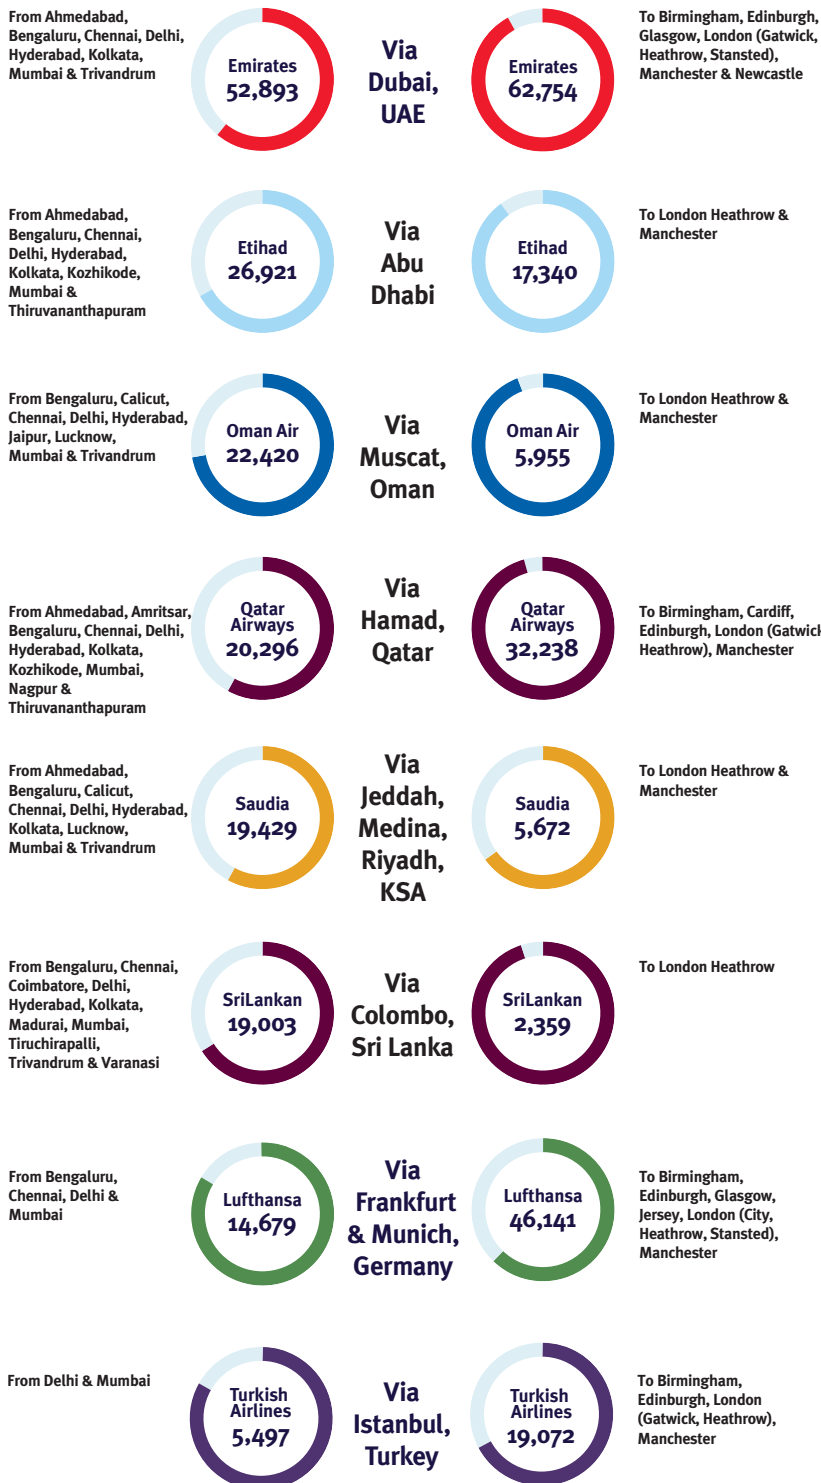 From Ahmedabad,
Bengaluru, Chennai, Delhi,
Hyderabad, Kolkata,
Mumbai & Trivandrum
Emirates
52,893
Via
Dubai,
UAE
Emirates
62,754
To Birmingham, Edinburgh,
Glasgow, London (Gatwick,
Heathrow, Stansted),
Manchester & Newcastle
From Ahmedabad,
Bengaluru, Chennai,
Delhi, Hyderabad,
Kolkata, Kozhikode,
Mumbai &
Thiruvananthapuram
Etihad
26,921
Via
Abu
Dhabi
Etihad
17,340
To London Heathrow &
Manchester
From Bengaluru, Calicut,
Chennai, Delhi, Hyderabad,
Jaipur, Lucknow,
Mumbai & Trivandrum
Oman Air
22,420
Via
Muscat,
Oman
Oman Air
5,955
To London Heathrow &
Manchester
From Ahmedabad, Amritsar,
Bengaluru, Chennai, Delhi,
Hyderabad, Kolkata,
Kozhikode, Mumbai,
Nagpur &
Thiruvananthapuram
Qatar
Airways
20,296
Via
Hamad,
Qatar
Qatar
Airways
32,238
To Birmingham, Cardiff,
Edinburgh, London (Gatwick
Heathrow), Manchester
From Ahmedabad,
Bengaluru, Calicut,
Chennai, Delhi, Hyderabad,
Kolkata, Lucknow,
Mumbai & Trivandrum
Saudia
19,429
Via
Jeddah,
Medina,
Riyadh,
KSA
Saudia
5,672
To London Heathrow &
Manchester
From Bengaluru, Chennai,
Coimbatore, Delhi,
Hyderabad, Kolkata,
Madurai, Mumbai,
Tiruchirapalli,
Trivandrum & Varanasi
SriLankan
19,003
Via
Colombo,
Sri Lanka
SriLankan
2,359
To London Heathrow
From Bengaluru,
Chennai, Delhi &
Mumbai
Lufthansa
14,679
Via
Frankfurt
& Munich,
Germany
Lufthansa
46,141
To Birmingham,
Edinburgh, Glasgow,
Jersey, London (City,
Heathrow, Stansted),
Manchester
From Delhi & Mumbai
Turkish
Airlines
5,497
Via
Istanbul,
Turkey
Turkish
Airlines
19,072
To Birmingham,
Edinburgh, London
(Gatwick, Heathrow),
Manchester